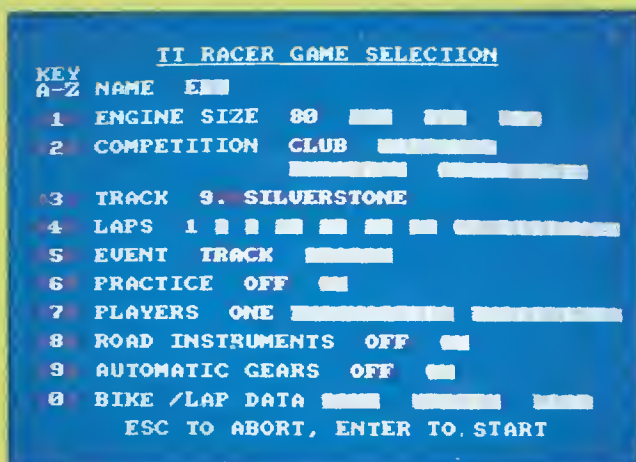 TT RACER GAME SELECTION
KEY
A-Z NAME
1 ENGINE SIZE 80
2 COMPETITION CLUB
3 TRACK 9. SILVERSTONE
4 LAPS 1
5 EVENT TRACK
6 PRACTICE OFF
7 PLAYERS ONE
8 ROAD INSTRUMENTS OFF
9 AUTOMATIC GEARS OFF
0 BIKE /LAP DATA
ESC TO ABORT, ENTER TO START